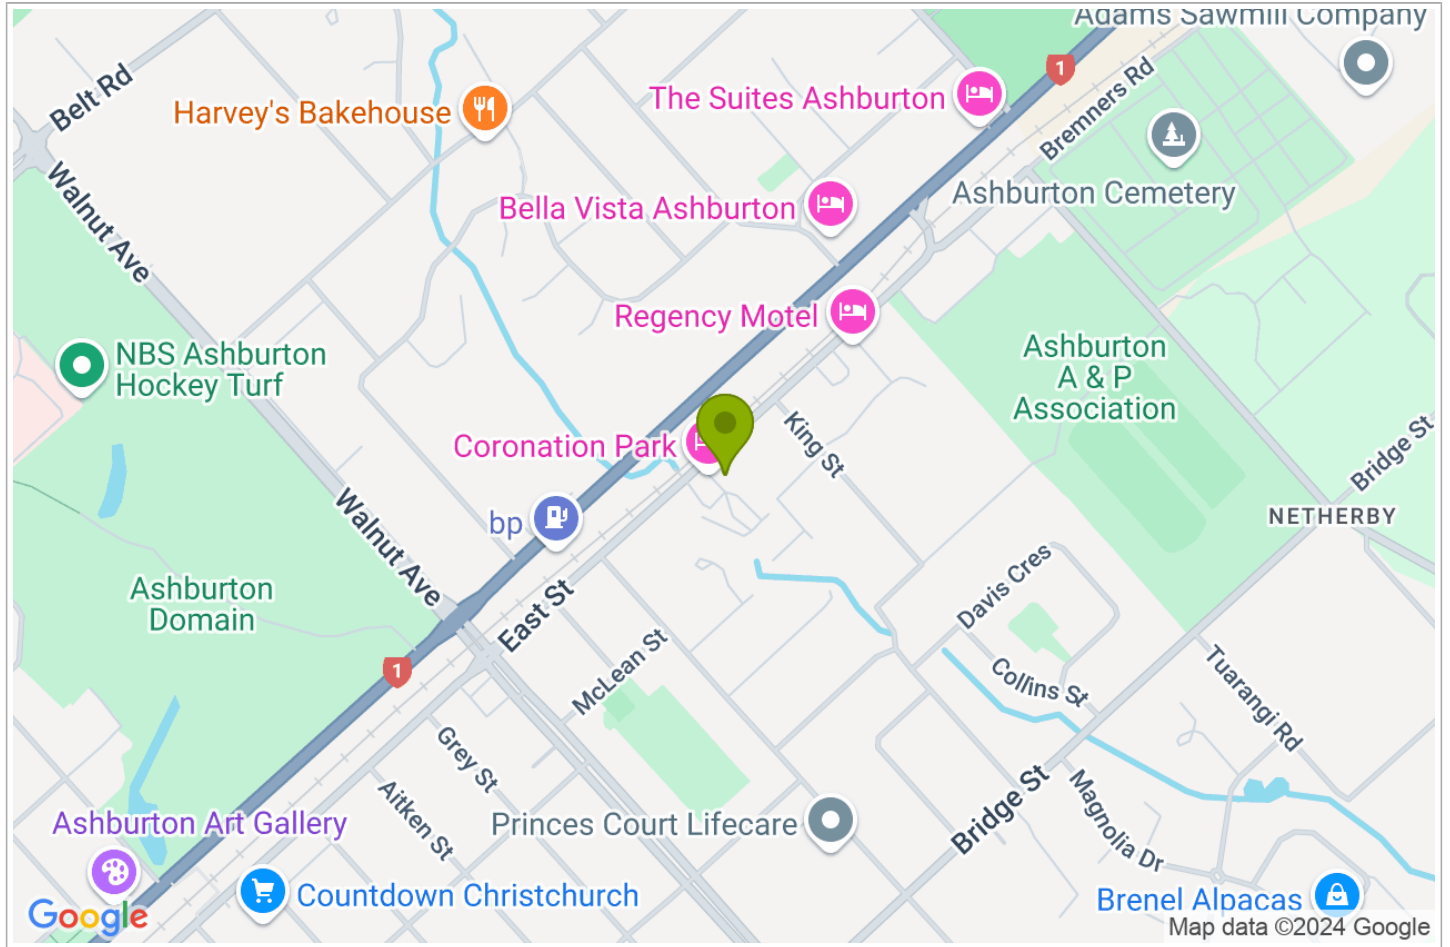 Adams Sawmill Company
1
Belt Rd
The Suites Ashburton
Harvey's Bakehouse
Bremners Rd
Ashburton Cemetery
Walnut Ave
Bella Vista Ashburton
Regency Motel
NBS Ashburton
Hockey Turf
Ashburton
A & P
Association
King St
Bridge St
Coronation Park
Walnut Ave
bp
NETHERBY
Ashburton
Domain
East St
Davis Cres
McLean St
Collins St
Tuarangi Rd
1
Grey St
Aitken St
Bridge St
Magnolia Dr
Ashburton Art Gallery
Princes Court Lifecare
Countdown Christchurch
Brenel Alpacas
Google
Map data ©2024 Google